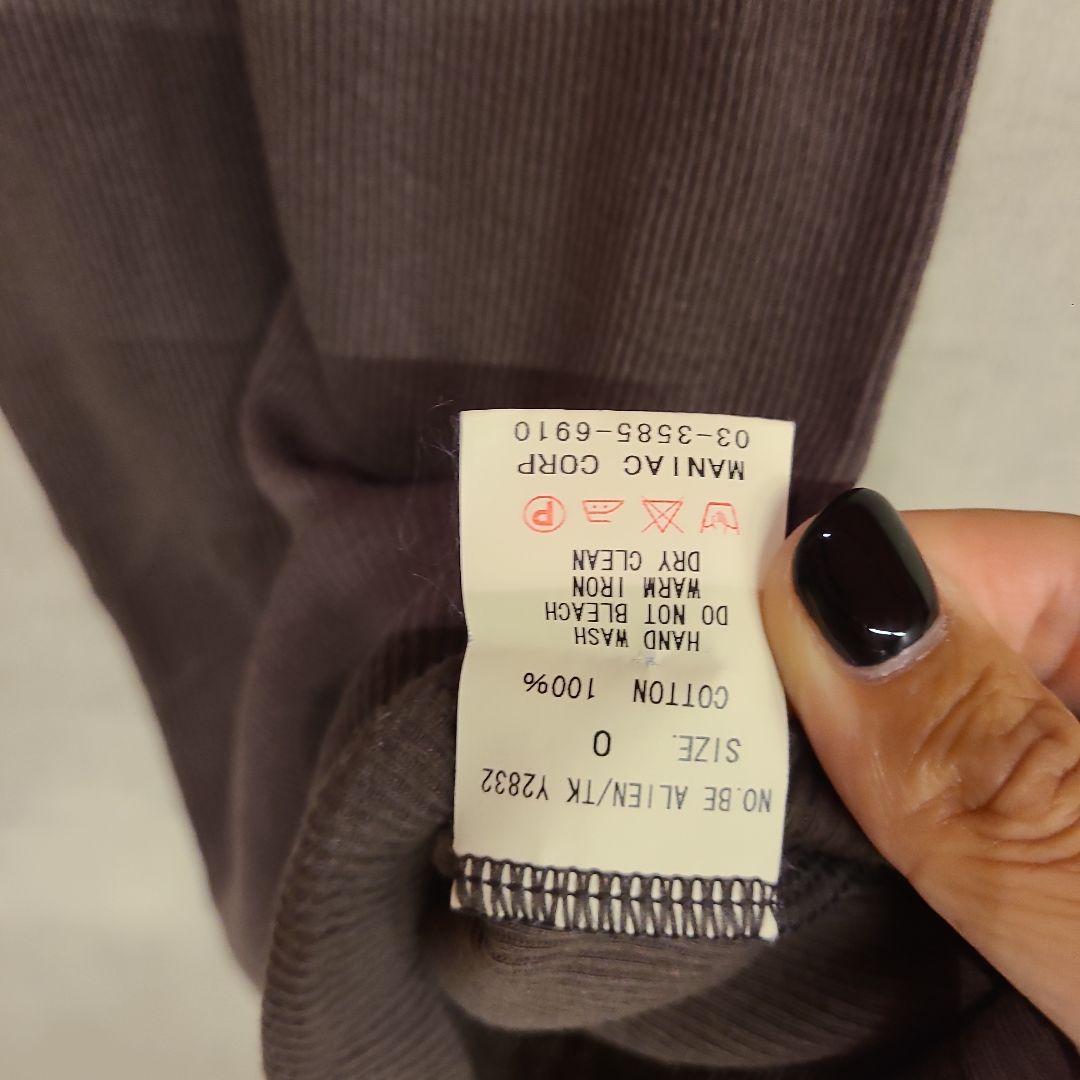 NO.BE ALIEN/TK Y2832
SIZE. 0
COTTON 100%
HAND WASH
DO NOT BLEACH
WARM IRON
DRY CLEAN
P
MANIAC CORP
03-3585-6910